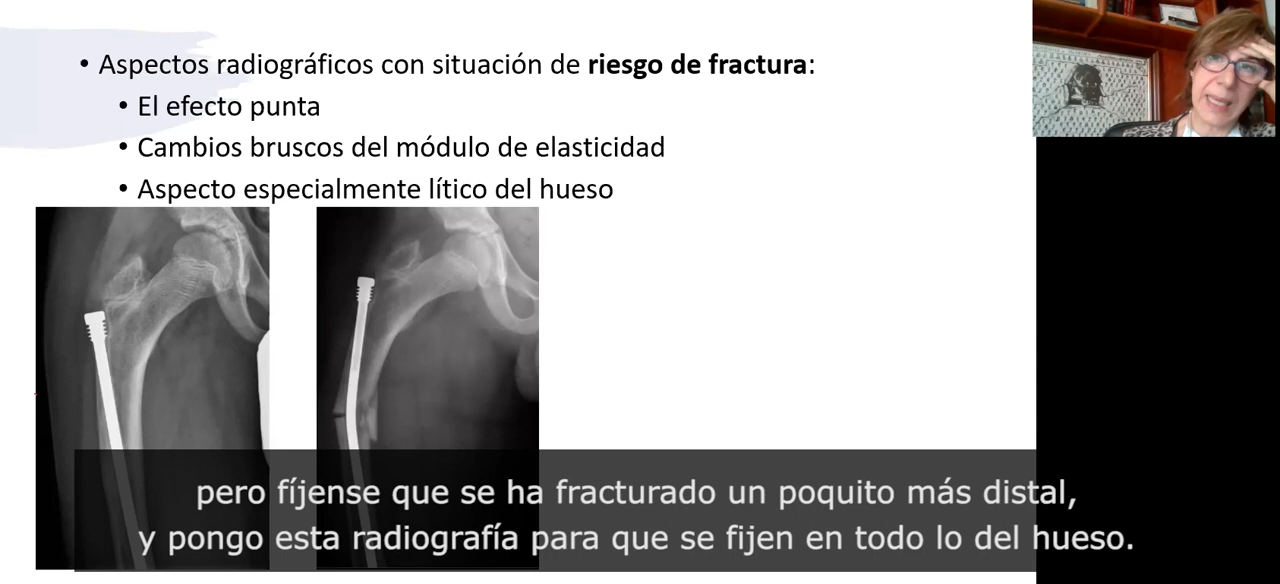 • Aspectos radiográficos con situación de riesgo de fractura:
• El efecto punta
• Cambios bruscos del módulo de elasticidad
• Aspecto especialmente lítico del hueso
pero fíjense que se ha fracturado un poquito más distal,
y pongo esta radiografía para que se fijen en todo lo del hueso.